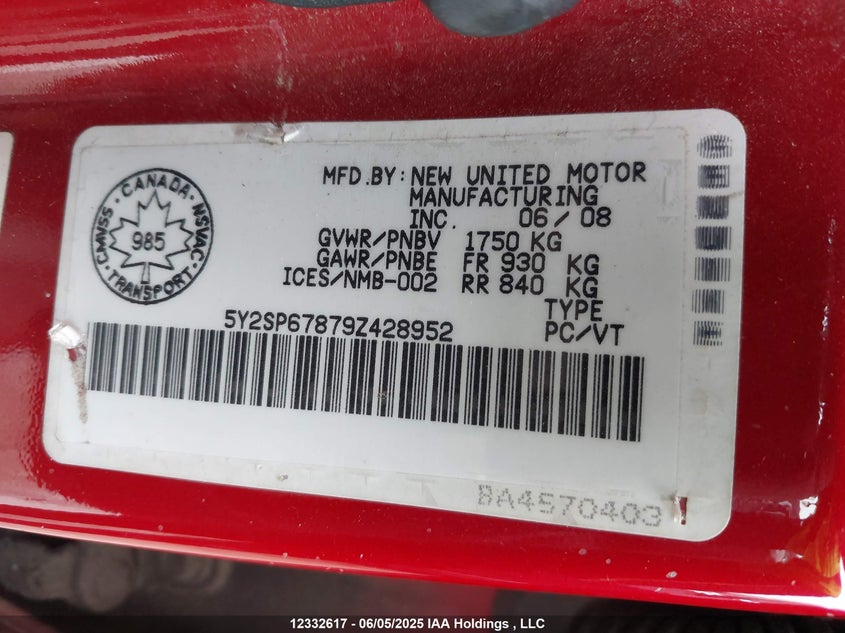 CANADA
CMVSS
NSVAC
985
TRANSPORT
MFD.BY: NEW UNITED MOTOR
MANUFACTURING
INC. 06/08
GVWR/PNBV 1750 KG
GAWR/PNBE FR 930 KG
ICES/NMB-002 RR 840 KG
TYPE
5Y2SP67879Z428952 PC/VT
BA4570403
12332617 - 06/05/2025 IAA Holdings , LLC